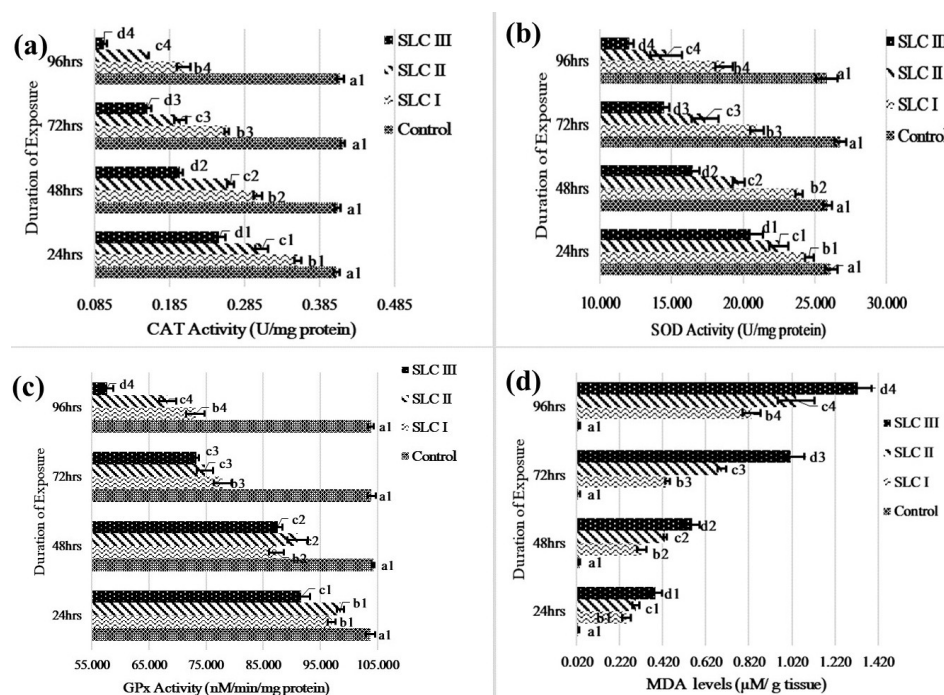 (a)
d4
c4
b4
a1
96hrs
d3
c3
b3
a1
72hrs
d2
c2
b2
a1
48hrs
d1
c1
b1
a1
24hrs
Duration of Exposure
0.085 0.185 0.285 0.385 0.485
CAT Activity (U/mg protein)
SLC III
SLC II
SLC I
Control
(b)
d4
c4
b4
a1
96hrs
d3
c3
b3
a1
72hrs
d2
c2
b2
a1
48hrs
d1
c1
b1
a1
24hrs
Duration of Exposure
10.000 15.000 20.000 25.000 30.000
SOD Activity (U/mg protein)
SLC III
SLC II
SLC I
Control
(c)
d4
c4
b4
a1
96hrs
c3
c3
b3
a1
72hrs
c2
c2
b2
a1
48hrs
c1
b1
b1
a1
24hrs
Duration of Exposure
55.000 65.000 75.000 85.000 95.000 105.000
GPx Activity (nM/min/mg protein)
SLC III
SLC II
SLC I
Control
(d)
d4
c4
b4
a1
96hrs
d3
c3
b3
a1
72hrs
d2
c2
b2
a1
48hrs
d1
c1
b1
a1
24hrs
Duration of Exposure
0.020 0.220 0.420 0.620 0.820 1.020 1.220 1.420
MDA levels (μM/ g tissue)
SLC III
SLC II
SLC I
Control